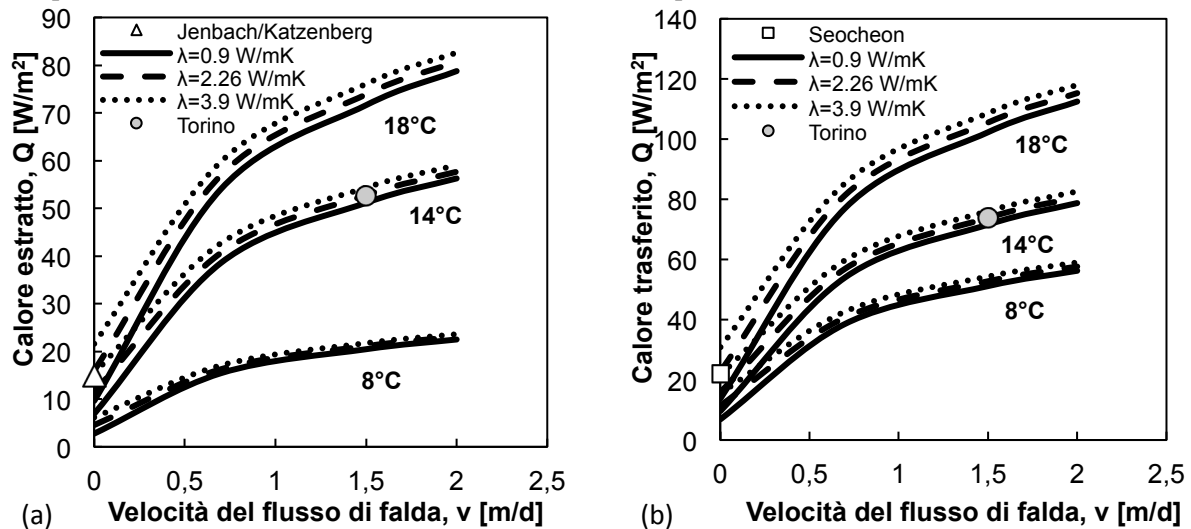 90
80
70
60
50
40
30
20
10
0
Calore estratto, Q [W/m²]
Jenbach/Katzenberg
λ=0.9 W/mK
λ=2.26 W/mK
λ=3.9 W/mK
Torino
18°C
14°C
8°C
0 0,5 1 1,5 2 2,5
(a) Velocità del flusso di falda, v [m/d]
140
120
100
80
60
40
20
0
Calore trasferito, Q [W/m²]
Seocheon
λ=0.9 W/mK
λ=2.26 W/mK
λ=3.9 W/mK
Torino
18°C
14°C
8°C
0 0,5 1 1,5 2 2,5
(b) Velocità del flusso di falda, v [m/d]